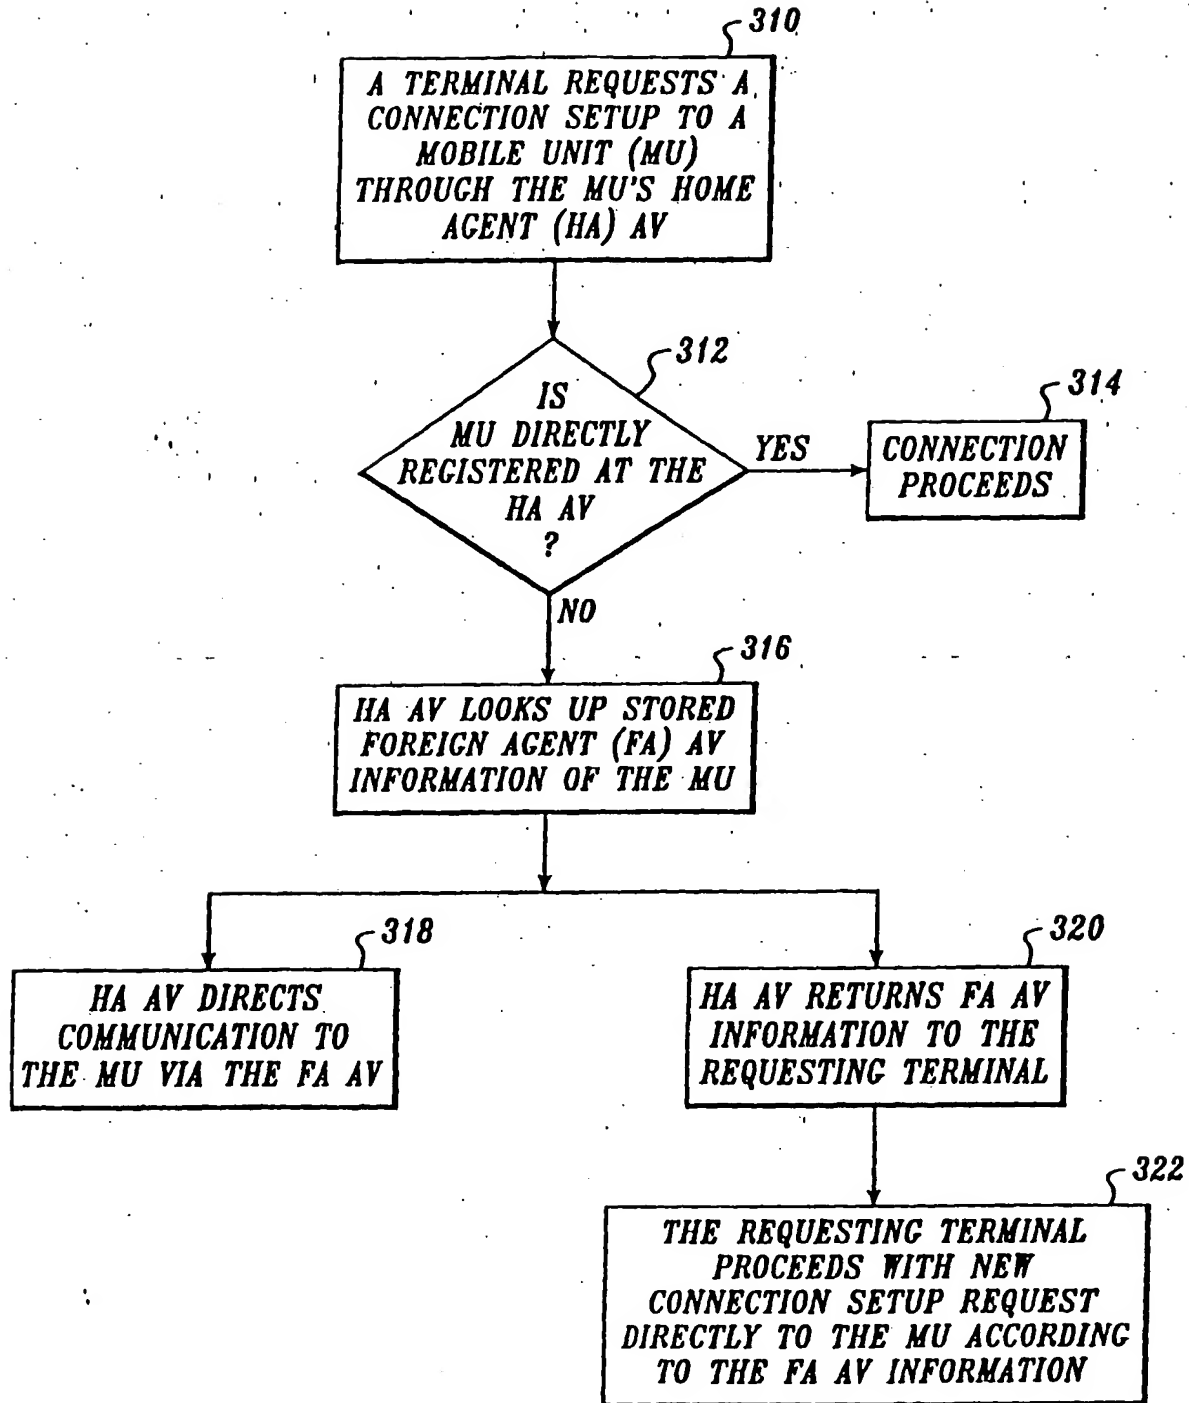 310
A TERMINAL REQUESTS A
CONNECTION SETUP TO A
MOBILE UNIT (MU)
THROUGH THE MU'S HOME
AGENT (HA) AV
312
IS
MU DIRECTLY
REGISTERED AT THE
HA AV
?
YES
314
CONNECTION
PROCEEDS
NO
316
HA AV LOOKS UP STORED
FOREIGN AGENT (FA) AV
INFORMATION OF THE MU
318
HA AV DIRECTS
COMMUNICATION TO
THE MU VIA THE FA AV
320
HA AV RETURNS FA AV
INFORMATION TO THE
REQUESTING TERMINAL
322
THE REQUESTING TERMINAL
PROCEEDS WITH NEW
CONNECTION SETUP REQUEST
DIRECTLY TO THE MU ACCORDING
TO THE FA AV INFORMATION